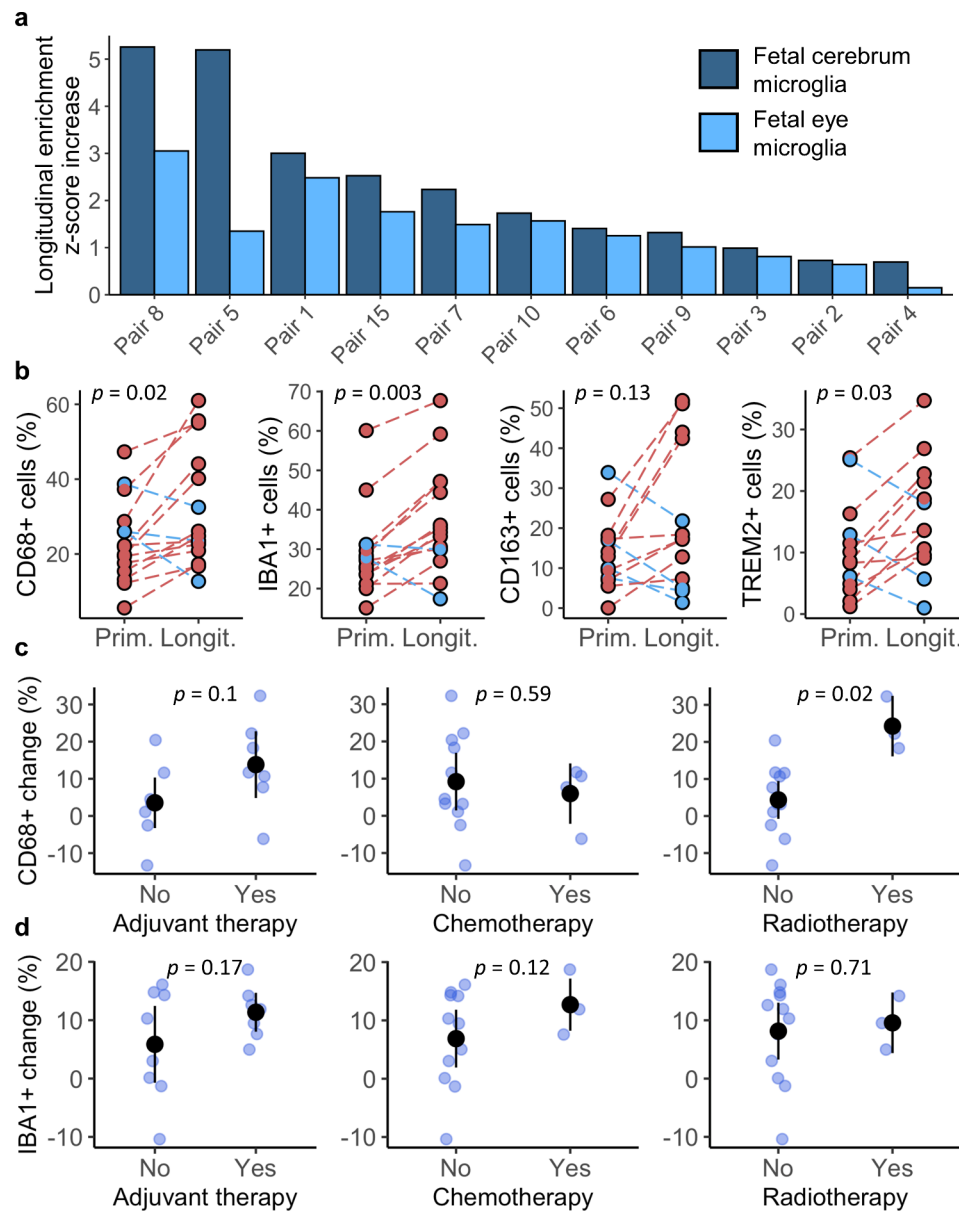 a
Longitudinal enrichment
z-score increase
5
4
3
2
1
0
Fetal cerebrum
microglia
Fetal eye
microglia
Pair 8
Pair 5
Pair 1
Pair 15
Pair 7
Pair 10
Pair 6
Pair 9
Pair 3
Pair 2
Pair 4
b
CD68+ cells (%)
60
40
20
p = 0.02
Prim. Longit.
IBA1+ cells (%)
70
60
50
40
30
20
p = 0.003
Prim. Longit.
CD163+ cells (%)
50
40
30
20
10
0
p = 0.13
Prim. Longit.
TREM2+ cells (%)
30
20
10
0
p = 0.03
Prim. Longit.
c
CD68+ change (%)
30
20
10
0
-10
p = 0.1
No Yes
Adjuvant therapy
30
20
10
0
-10
p = 0.59
No Yes
Chemotherapy
30
20
10
0
-10
p = 0.02
No Yes
Radiotherapy
d
IBA1+ change (%)
20
10
0
-10
p = 0.17
No Yes
Adjuvant therapy
20
10
0
-10
p = 0.12
No Yes
Chemotherapy
20
10
0
-10
p = 0.71
No Yes
Radiotherapy